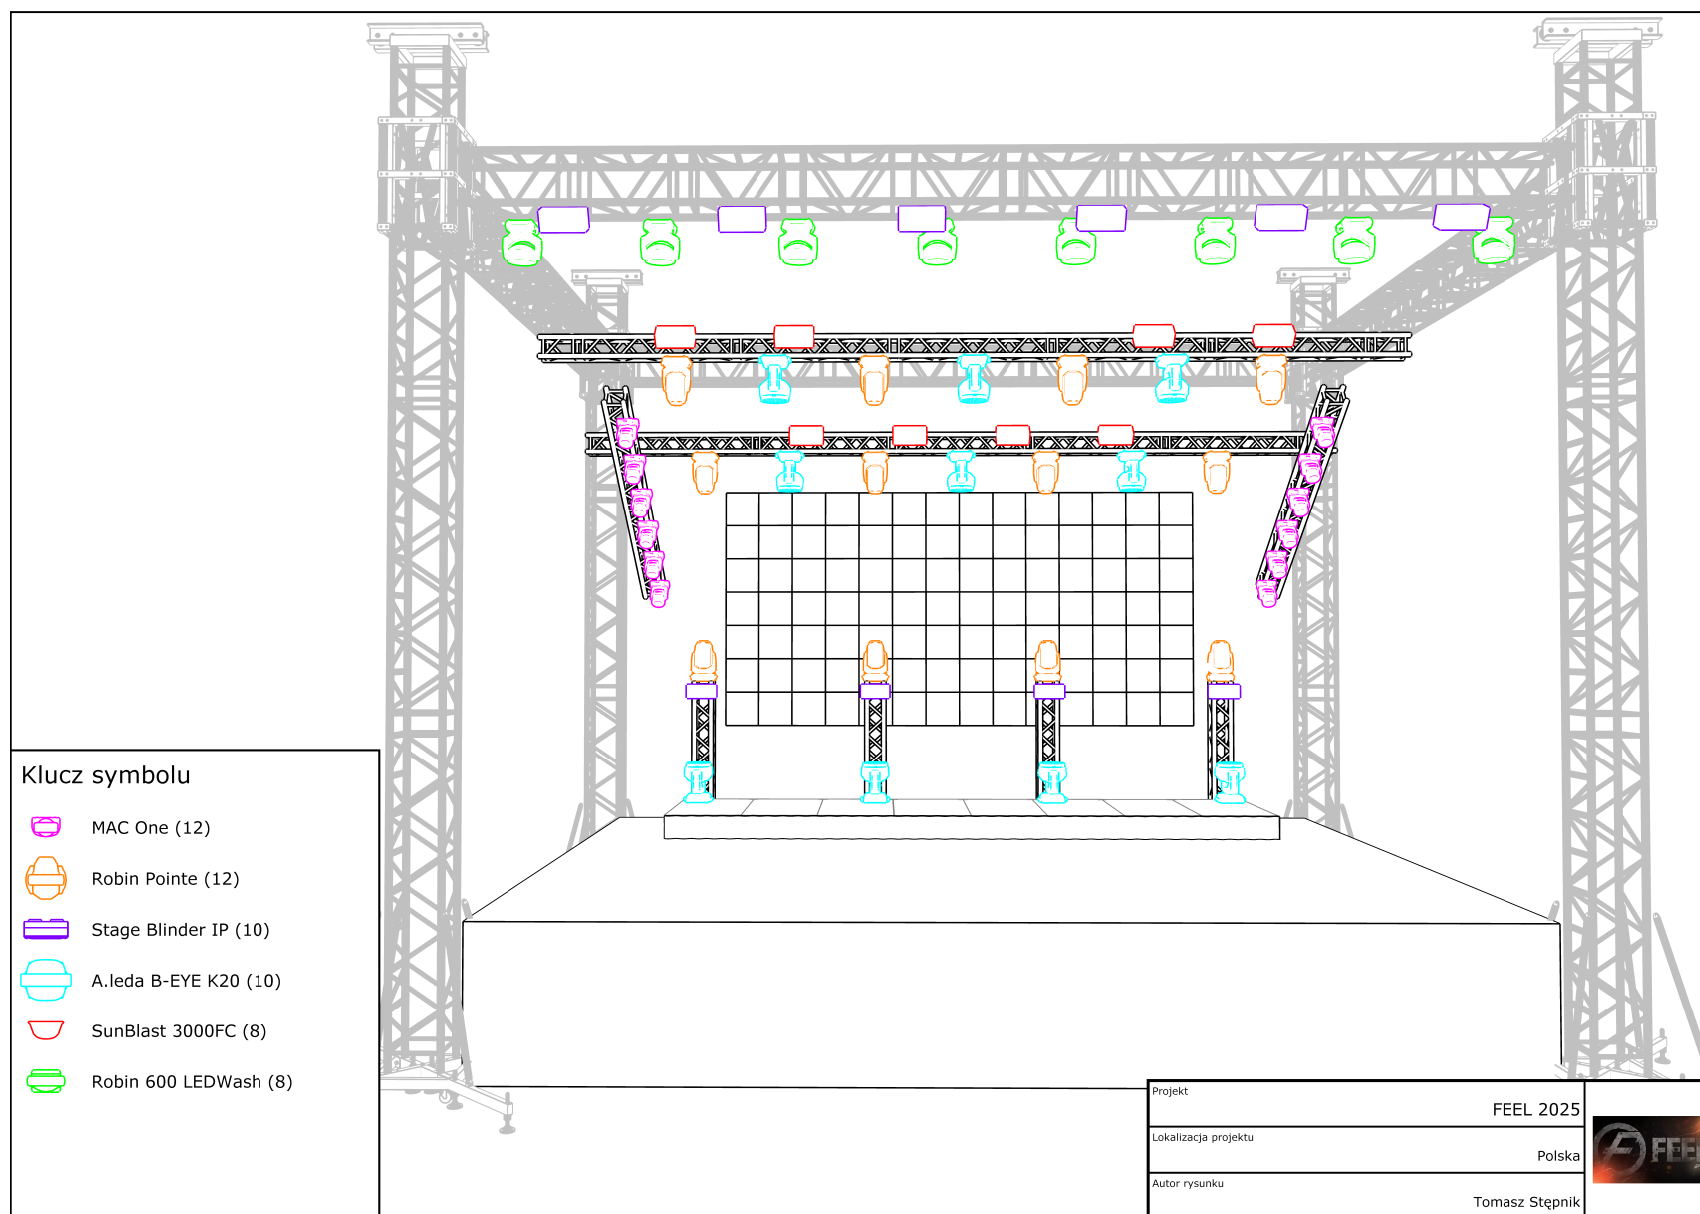 Klucz symbolu
MAC One (12)
Robin Pointe (12)
Stage Blinder IP (10)
A.leda B-EYE K20 (10)
SunBlast 3000FC (8)
Robin 600 LEDWash (8)
Projekt
FEEL 2025
Lokalizacja projektu
Polska
Autor rysunku
Tomasz Stępnik